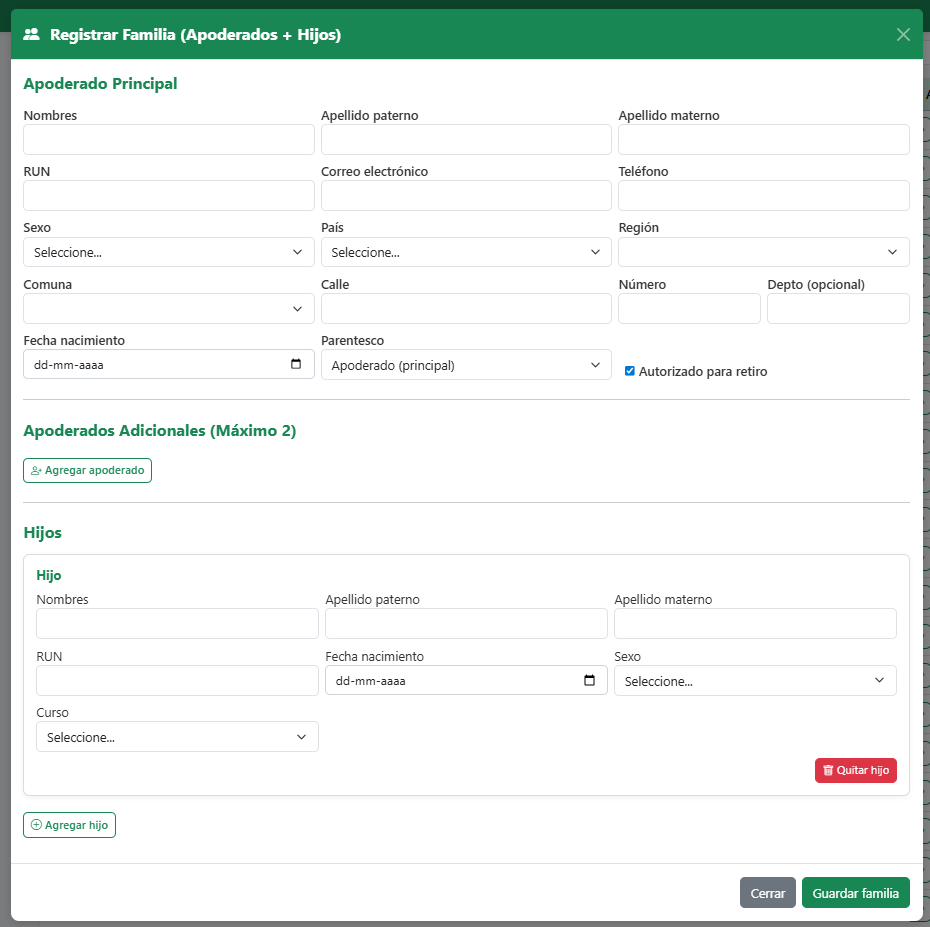 Registrar Familia (Apoderados + Hijos)
Apoderado Principal
Nombres Apellido paterno Apellido materno
RUN Correo electrónico Teléfono
Sexo País Región
Seleccione... Seleccione...
Comuna Calle Número Depto (opcional)
Fecha nacimiento Parentesco
dd-mm-aaaa Apoderado (principal) Autorizado para retiro
Apoderados Adicionales (Máximo 2)
Agregar apoderado
Hijos
Hijo
Nombres Apellido paterno Apellido materno
RUN Fecha nacimiento Sexo
dd-mm-aaaa Seleccione...
Curso
Seleccione...
Quitar hijo
Agregar hijo
Cerrar Guardar familia